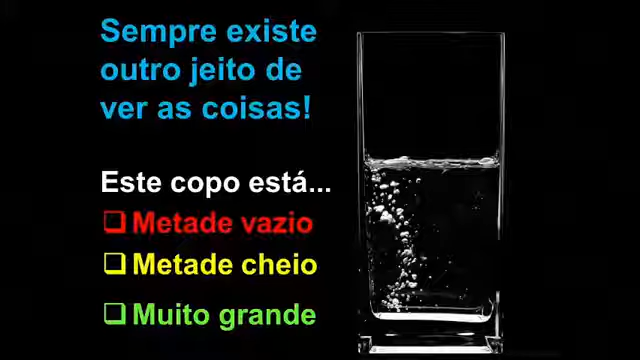 Sempre existe
outro jeito de
ver as coisas!
Este copo está...
❑ Metade vazio
❑ Metade cheio
❑ Muito grande